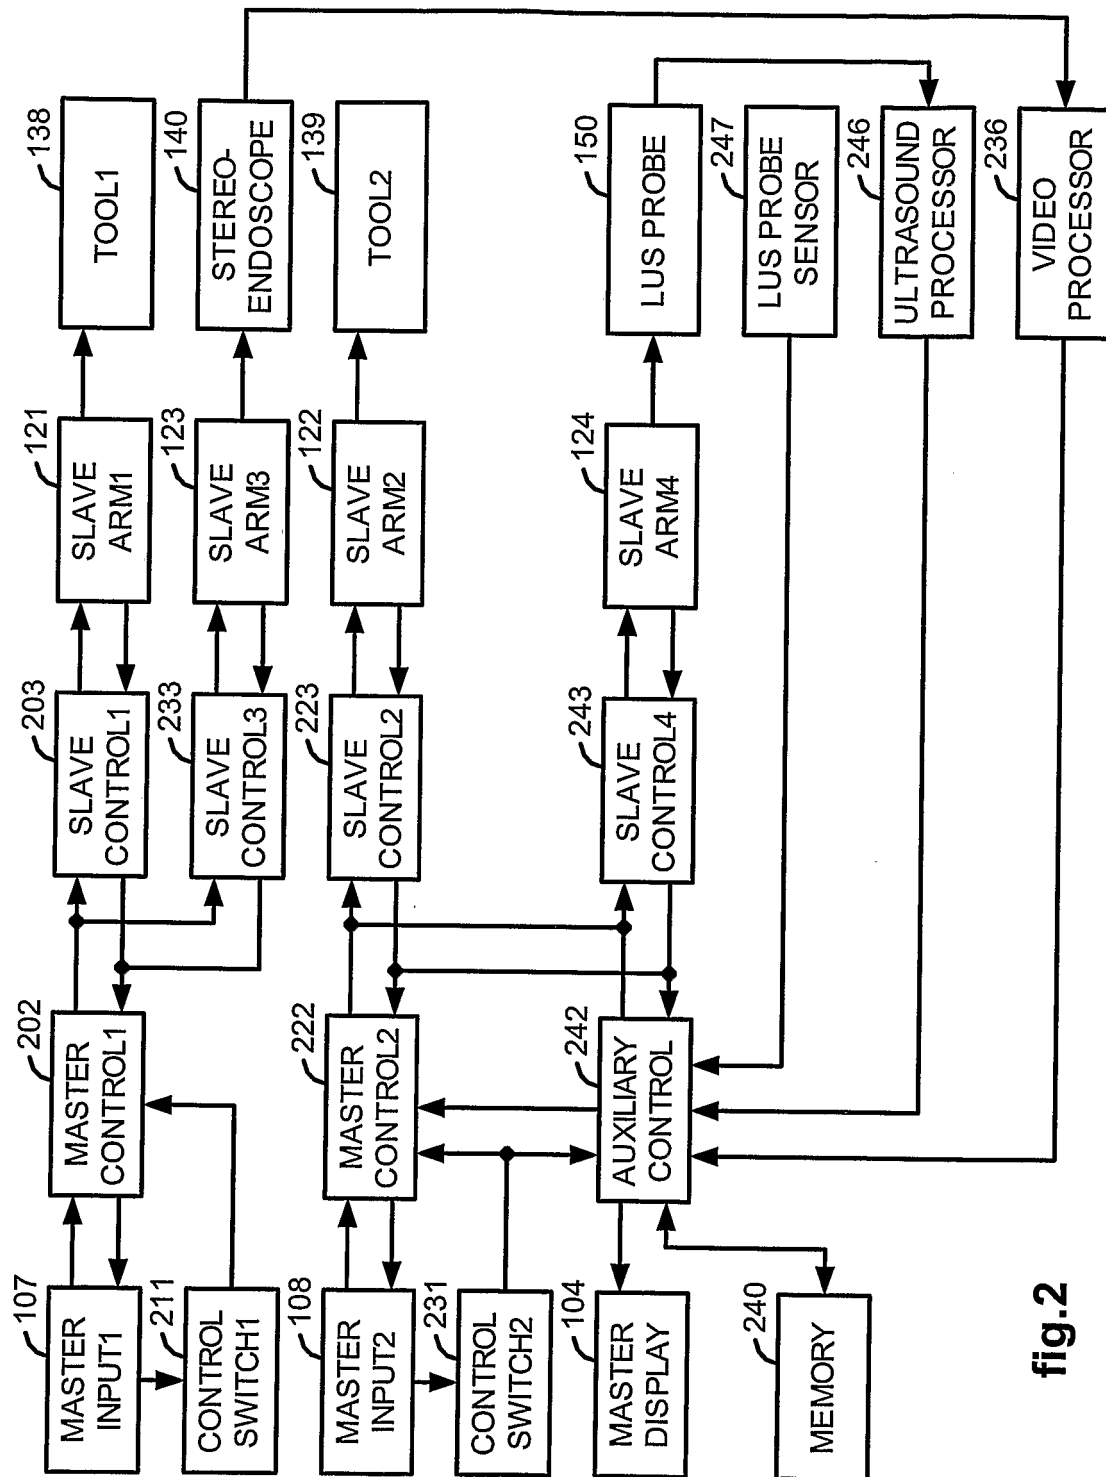 107
MASTER
INPUT1
202
MASTER
CONTROL1
203
SLAVE
CONTROL1
121
SLAVE
ARM1
138
TOOL1
211
CONTROL
SWITCH1
233
SLAVE
CONTROL3
123
SLAVE
ARM3
140
STEREO-
ENDOSCOPE
108
MASTER
INPUT2
222
MASTER
CONTROL2
223
SLAVE
CONTROL2
122
SLAVE
ARM2
139
TOOL2
231
CONTROL
SWITCH2
104
MASTER
DISPLAY
242
AUXILIARY
CONTROL
243
SLAVE
CONTROL4
124
SLAVE
ARM4
150
LUS PROBE
247
LUS PROBE
SENSOR
240
MEMORY
246
ULTRASOUND
PROCESSOR
236
VIDEO
PROCESSOR
fig.2